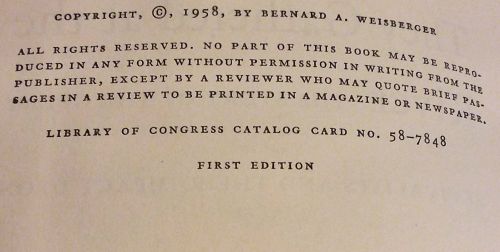 COPYRIGHT, ©, 1958, BY BERNARD A. WEISBERGER
ALL RIGHTS RESERVED. NO PART OF THIS BOOK MAY BE REPRO-
DUCED IN ANY FORM WITHOUT PERMISSION IN WRITING FROM THE
PUBLISHER, EXCEPT BY A REVIEWER WHO MAY QUOTE BRIEF PAS-
SAGES IN A REVIEW TO BE PRINTED IN A MAGAZINE OR NEWSPAPER.
LIBRARY OF CONGRESS CATALOG CARD NO. 58-7848
FIRST EDITION